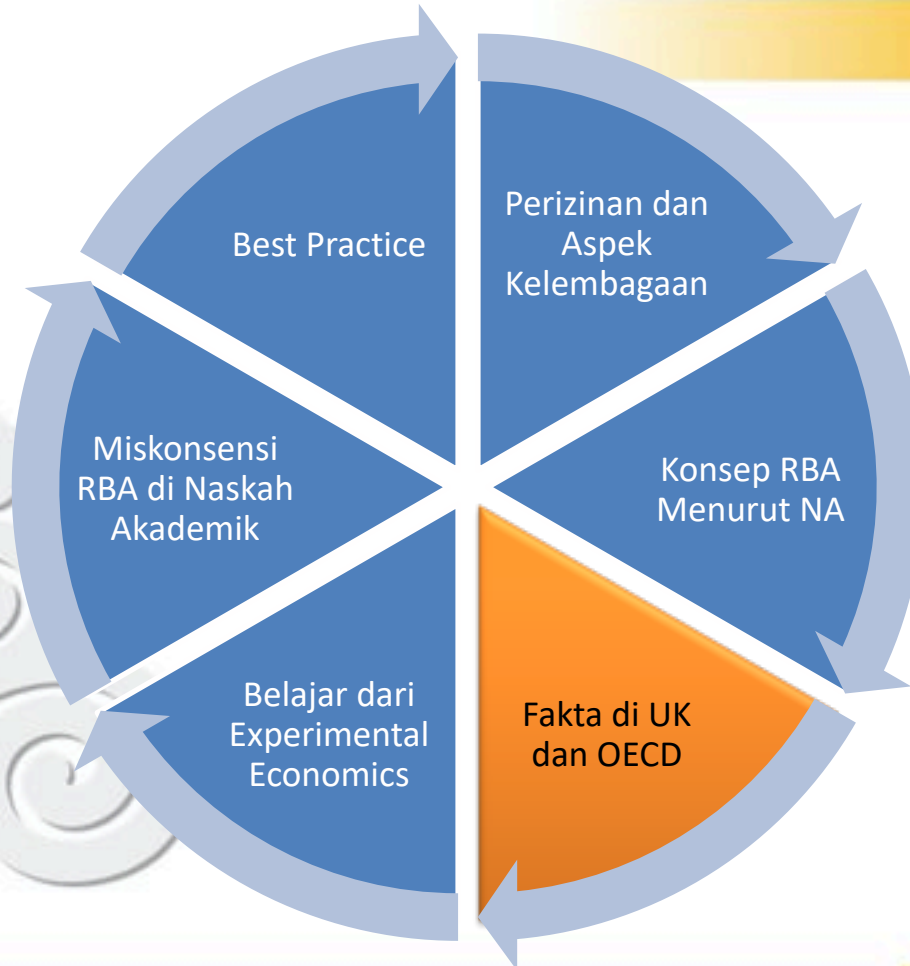 Perizinan dan
Aspek
Kelembagaan
Konsep RBA
Menurut NA
Fakta di UK
dan OECD
Belajar dari
Experimental
Economics
Miskonsensi
RBA di Naskah
Akademik
Best Practice